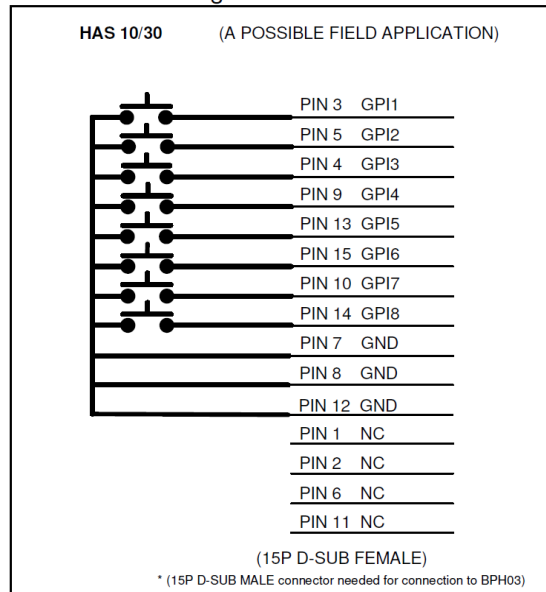 HAS 10/30 (A POSSIBLE FIELD APPLICATION)
PIN 3 GPI1
PIN 5 GPI2
PIN 4 GPI3
PIN 9 GPI4
PIN 13 GPI5
PIN 15 GPI6
PIN 10 GPI7
PIN 14 GPI8
PIN 7 GND
PIN 8 GND
PIN 12 GND
PIN 1 NC
PIN 2 NC
PIN 6 NC
PIN 11 NC
(15P D-SUB FEMALE)
* (15P D-SUB MALE connector needed for connection to BPH03)